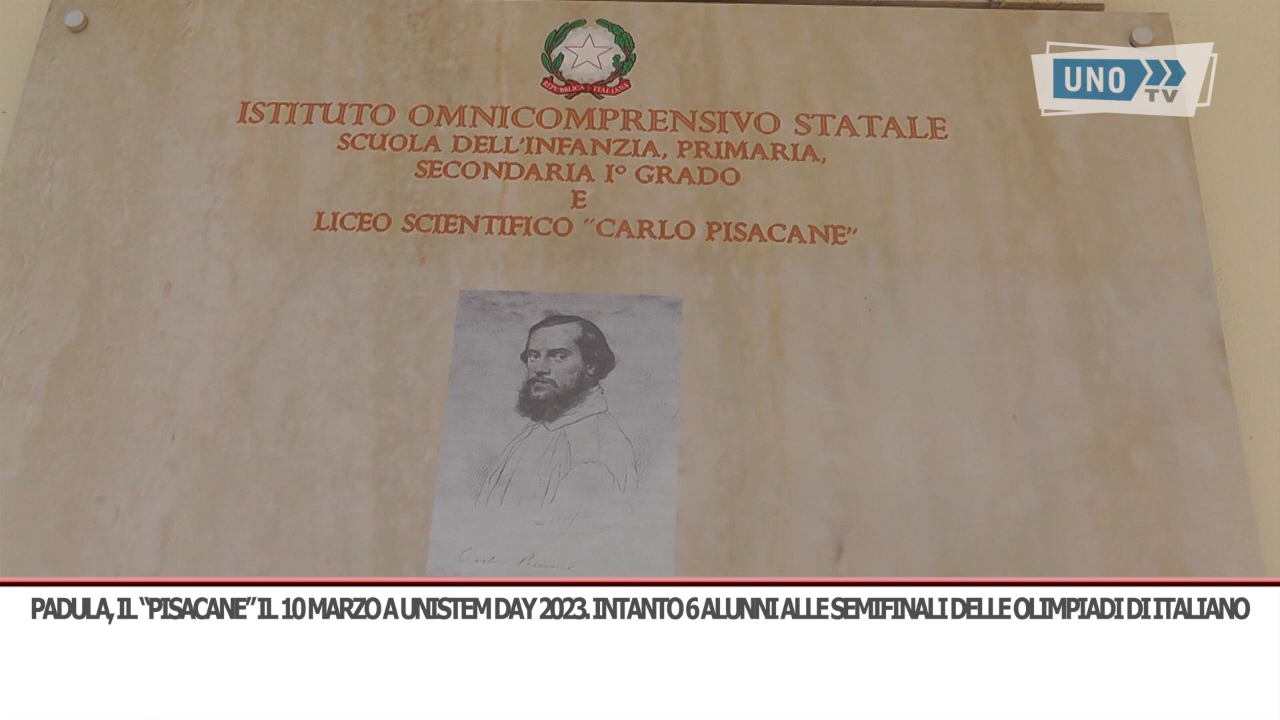 REPUBBLICA ITALIANA
UNO
TV
ISTITUTO OMNICOMPRENSIVO STATALE
SCUOLA DELL'INFANZIA, PRIMARIA,
SECONDARIA I° GRADO
E
LICEO SCIENTIFICO "CARLO PISACANE"
PADULA, IL “PISACANE” IL 10 MARZO A UNISTEM DAY 2023. INTANTO 6 ALUNNI ALLE SEMIFINALI DELLE OLIMPIADI DI ITALIANO